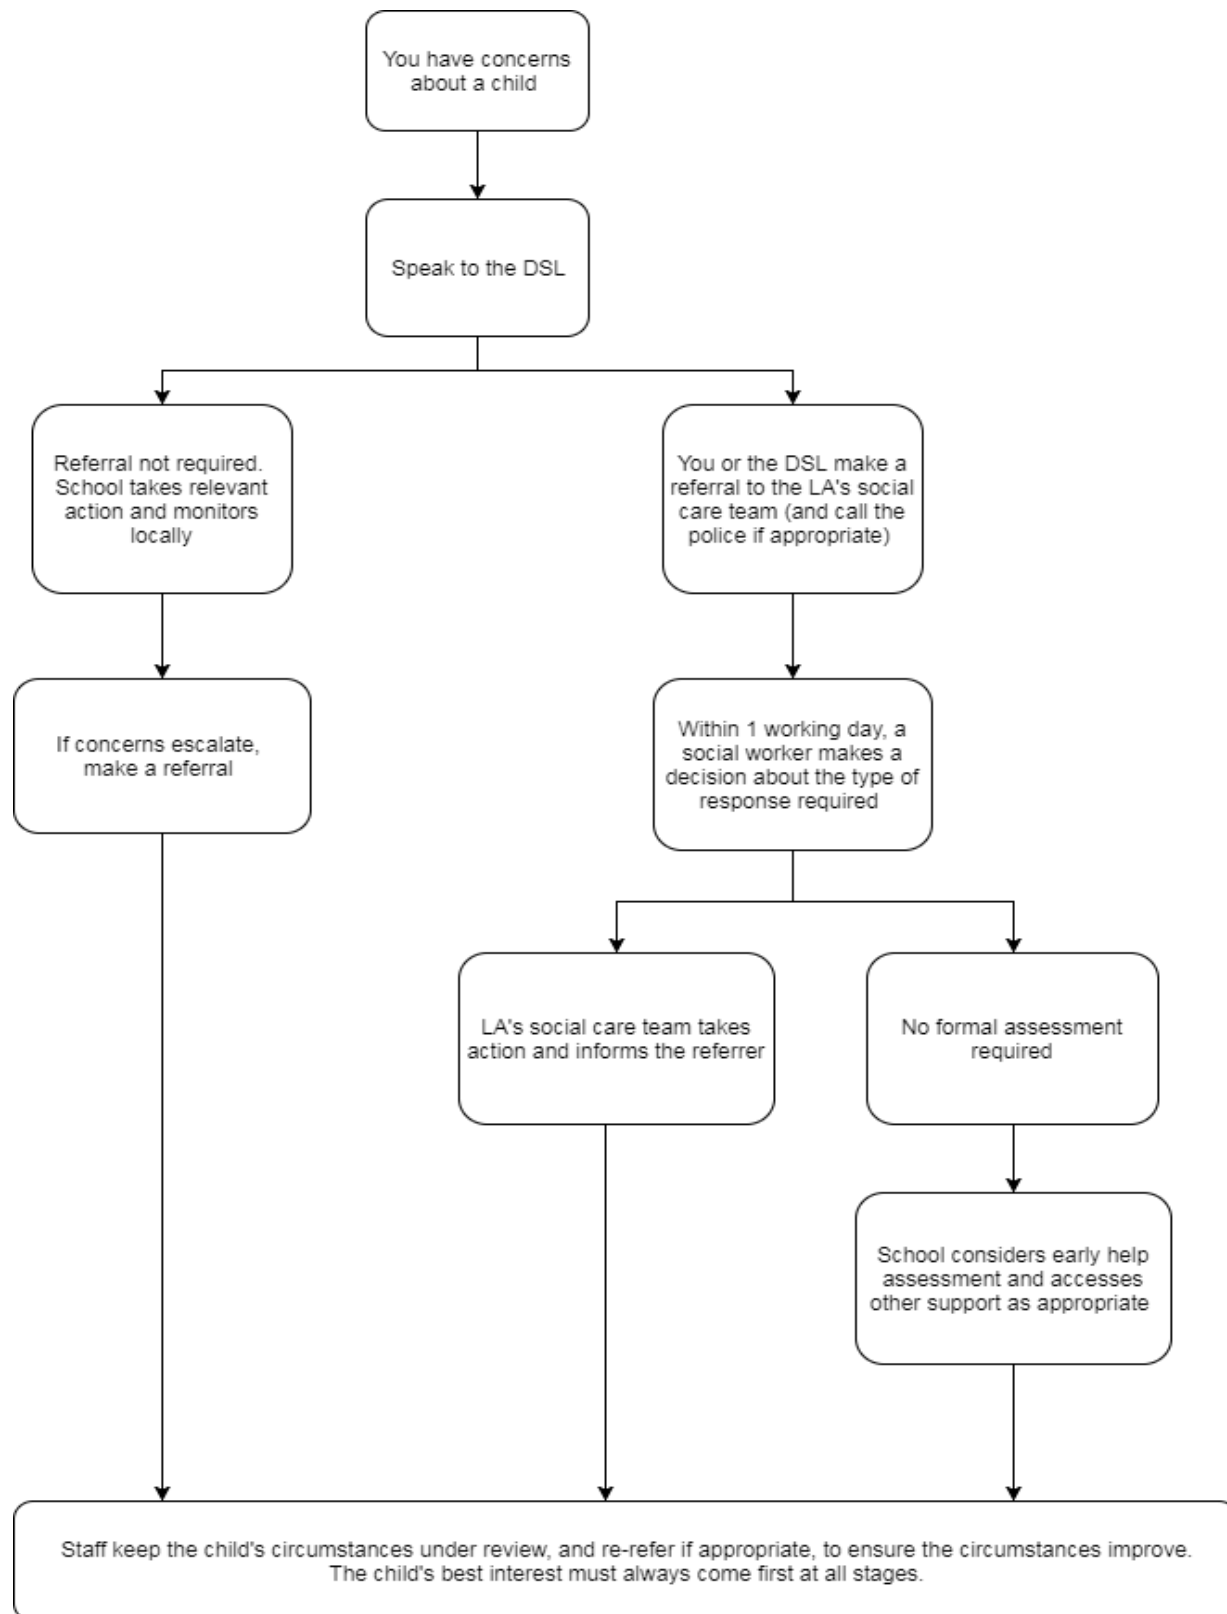 You have concerns
about a child
Speak to the DSL
Referral not required.
School takes relevant
action and monitors
locally
You or the DSL make a
referral to the LA's social
care team (and call the
police if appropriate)
If concerns escalate,
make a referral
Within 1 working day, a
social worker makes a
decision about the type of
response required
LA's social care team takes
action and informs the referrer
No formal assessment
required
School considers early help
assessment and accesses
other support as appropriate
Staff keep the child's circumstances under review, and re-refer if appropriate, to ensure the circumstances improve.
The child's best interest must always come first at all stages.